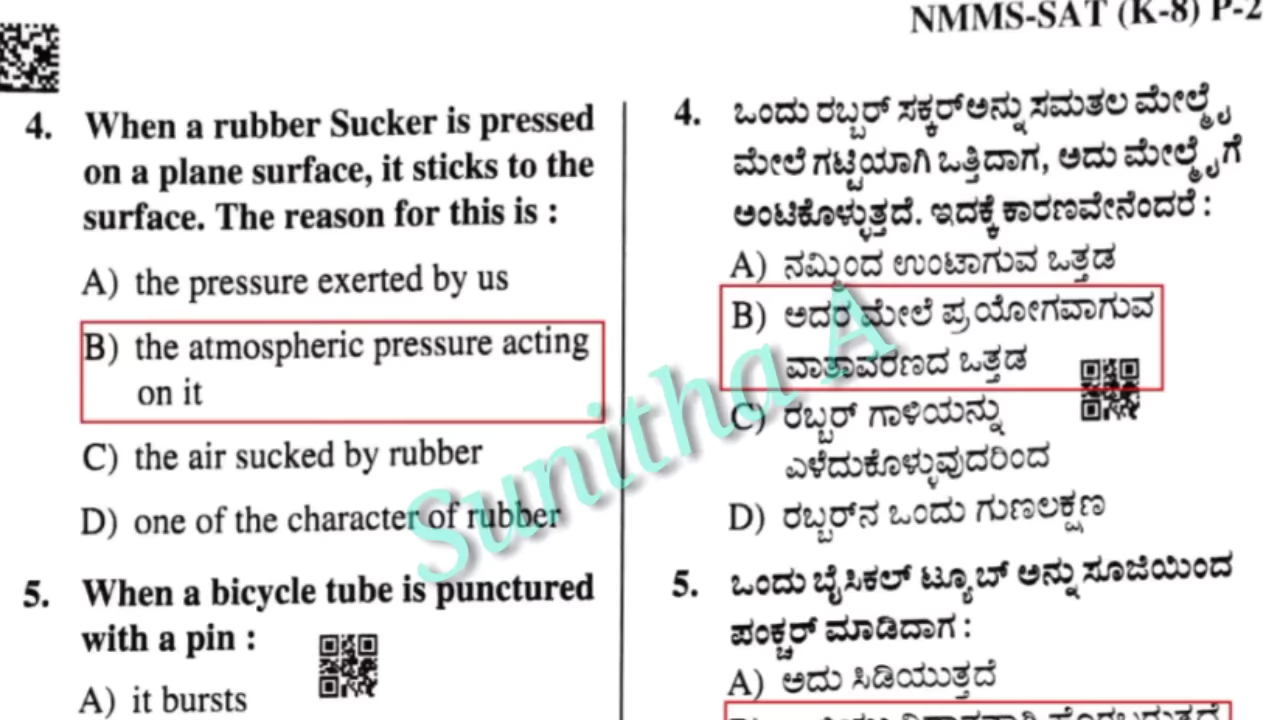 NMMS-SAT (K-8) P-2
4. When a rubber Sucker is pressed
on a plane surface, it sticks to the
surface. The reason for this is :
A) the pressure exerted by us
B) the atmospheric pressure acting
on it
C) the air sucked by rubber
D) one of the character of rubber
5. When a bicycle tube is punctured
with a pin :
A) it bursts
4. ಒಂದು ರಬ್ಬರ್ ಸಕ್ಕರ್‌ಅನ್ನು ಸಮತಲ ಮೇಲ್ಮೈ
ಮೇಲೆ ಗಟ್ಟಿಯಾಗಿ ಒತ್ತಿದಾಗ, ಅದು ಮೇಲ್ಮೈಗೆ
ಅಂಟಿಕೊಳ್ಳುತ್ತದೆ. ಇದಕ್ಕೆ ಕಾರಣವೇನೆಂದರೆ :
A) ನಮ್ಮಿಂದ ಉಂಟಾಗುವ ಒತ್ತಡ
B) ಅದರ ಮೇಲೆ ಪ್ರಯೋಗವಾಗುವ
ವಾತಾವರಣದ ಒತ್ತಡ
C) ರಬ್ಬರ್ ಗಾಳಿಯನ್ನು
ಎಳೆದುಕೊಳ್ಳುವುದರಿಂದ
D) ರಬ್ಬರ್‌ನ ಒಂದು ಗುಣಲಕ್ಷಣ
5. ಒಂದು ಬೈಸಿಕಲ್ ಟ್ಯೂಬ್ ಅನ್ನು ಸೂಜಿಯಿಂದ
ಪಂಕ್ಚರ್ ಮಾಡಿದಾಗ :
A) ಅದು ಸಿಡಿಯುತ್ತದೆ
Sunitha A